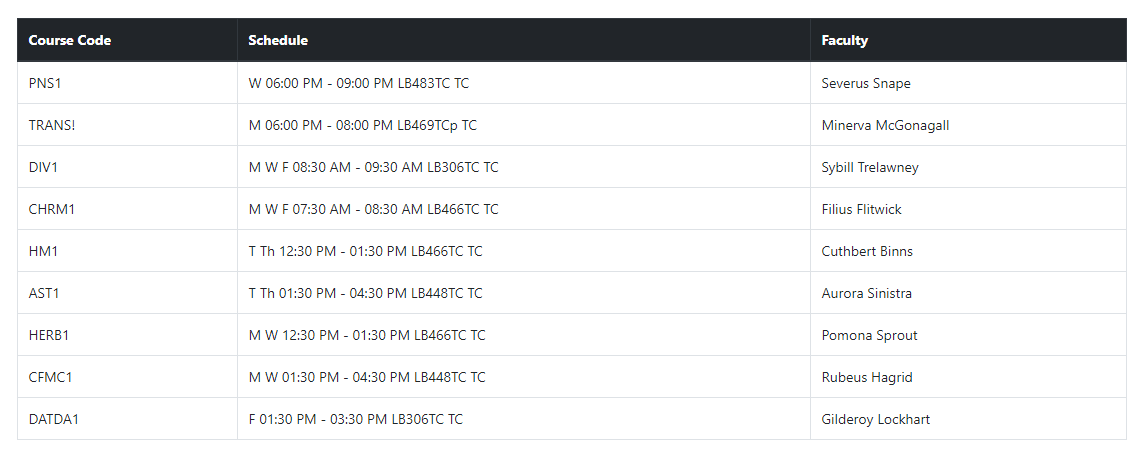 Course Code Schedule Faculty
PNS1 W 06:00 PM - 09:00 PM LB483TC TC Severus Snape
TRANS! M 06:00 PM - 08:00 PM LB469TCp TC Minerva McGonagall
DIV1 M W F 08:30 AM - 09:30 AM LB306TC TC Sybill Trelawney
CHRM1 M W F 07:30 AM - 08:30 AM LB466TC TC Filius Flitwick
HM1 T Th 12:30 PM - 01:30 PM LB466TC TC Cuthbert Binns
AST1 T Th 01:30 PM - 04:30 PM LB448TC TC Aurora Sinistra
HERB1 M W 12:30 PM - 01:30 PM LB466TC TC Pomona Sprout
CFMC1 M W 01:30 PM - 04:30 PM LB448TC TC Rubeus Hagrid
DATDA1 F 01:30 PM - 03:30 PM LB306TC TC Gilderoy Lockhart